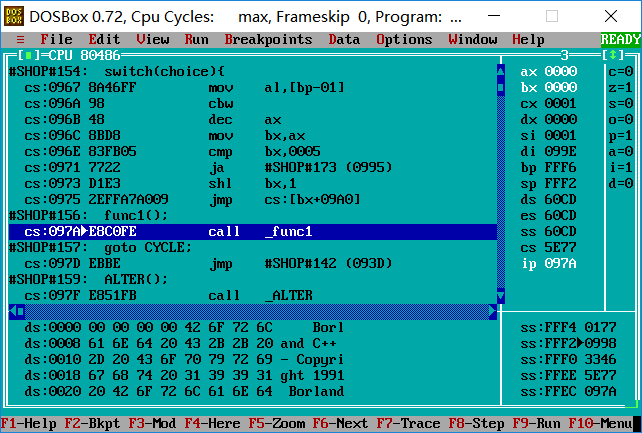 DOSBox 0.72, Cpu Cycles:      max, Frameskip  0, Program:  ...
≡  File  Edit  View  Run  Breakpoints  Data  Options  Window  Help  READY
[■]=CPU 80486  3  [↕]
#SHOP#154:  switch(choice){  ax 0000  c=0
cs:0967 8A46FF  mov  al,[bp-01]  bx 0000  z=1
cs:096A 98  cbw  cx 0001  s=0
cs:096B 48  dec  ax  dx 0000  o=0
cs:096C 8BD8  mov  bx,ax  si 0001  p=1
cs:096E 83FB05  cmp  bx,0005  di 099E  a=0
cs:0971 7722  ja  #SHOP#173 (0995)  bp FFF6  i=1
cs:0973 D1E3  shl  bx,1  sp FFF2  d=0
cs:0975 2EFFA7A009  jmp  cs:[bx+09A0]  ds 60CD
#SHOP#156:  func1();  es 60CD
cs:097A►E8C0FE  call  _func1  ss 60CD
#SHOP#157:  goto CYCLE;  cs 5E77
cs:097D EBBE  jmp  #SHOP#142 (093D)  ip 097A
#SHOP#159:  ALTER();
cs:097F E851FB  call  _ALTER
ds:0000 00 00 00 00 42 6F 72 6C     Borl  ss:FFF4 0177
ds:0008 61 6E 64 20 43 2B 2B 20 and C++  ss:FFF2►0998
ds:0010 2D 20 43 6F 70 79 72 69 - Copyri  ss:FFF0 3346
ds:0018 67 68 74 20 31 39 39 31 ght 1991  ss:FFEE 5E77
ds:0020 20 42 6F 72 6C 61 6E 64  Borland  ss:FFEC 097A
F1-Help F2-Bkpt F3-Mod F4-Here F5-Zoom F6-Next F7-Trace F8-Step F9-Run F10-Menu